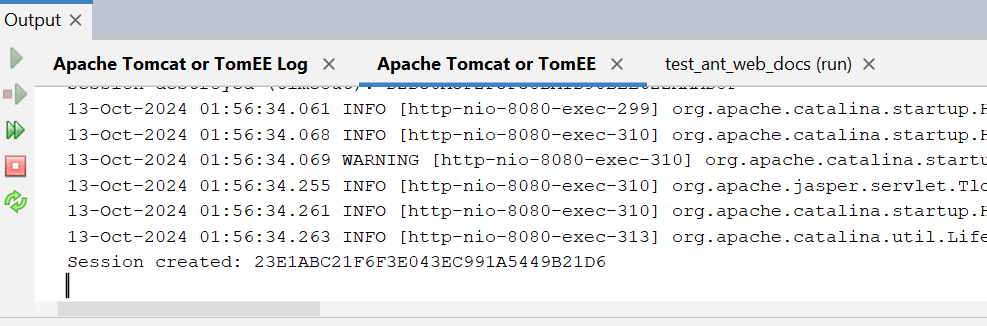 Output
Apache Tomcat or TomEE Log
Apache Tomcat or TomEE
test_ant_web_docs (run)
Session destroyed (timeout):
13-Oct-2024 01:56:34.061 INFO [http-nio-8080-exec-299] org.apache.catalina.startup.H
13-Oct-2024 01:56:34.068 INFO [http-nio-8080-exec-310] org.apache.catalina.startup.H
13-Oct-2024 01:56:34.069 WARNING [http-nio-8080-exec-310] org.apache.catalina.startu
13-Oct-2024 01:56:34.255 INFO [http-nio-8080-exec-310] org.apache.jasper.servlet.Tlc
13-Oct-2024 01:56:34.261 INFO [http-nio-8080-exec-310] org.apache.catalina.startup.H
13-Oct-2024 01:56:34.263 INFO [http-nio-8080-exec-313] org.apache.catalina.util.Life
Session created: 23E1ABC21F6F3E043EC991A5449B21D6